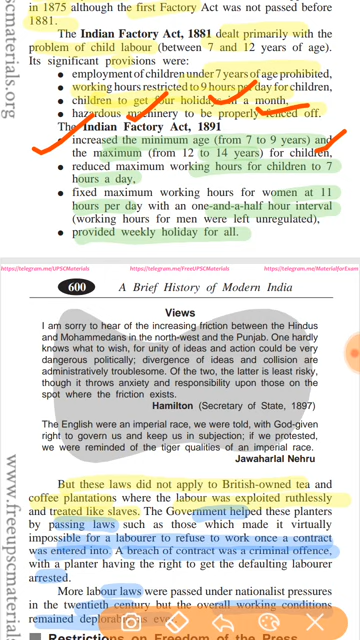 in 1875 although the first Factory Act was not passed before
1881.
The Indian Factory Act, 1881 dealt primarily with the
problem of child labour (between 7 and 12 years of age).
Its significant provisions were:
• employment of children under 7 years of age prohibited,
• working hours restricted to 9 hours per day for children,
• children to get four holidays in a month,
• hazardous machinery to be properly fenced off.
The Indian Factory Act, 1891
• increased the minimum age (from 7 to 9 years) and
the maximum (from 12 to 14 years) for children,
• reduced maximum working hours for children to 7
hours a day,
• fixed maximum working hours for women at 11
hours per day with an one-and-a-half hour interval
(working hours for men were left unregulated),
• provided weekly holiday for all.
aterials.org
https://telegram.me/UPSCMaterials https://telegram.me/FreeUPSCMaterials https://telegram.me/MaterialforExam
600 A Brief History of Modern India
Views
I am sorry to hear of the increasing friction between the Hindus
and Mohammedans in the north-west and the Punjab. One hardly
knows what to wish, for unity of ideas and action could be very
dangerous politically; divergence of ideas and collision are
administratively troublesome. Of the two, the latter is least risky,
though it throws anxiety and responsibility upon those on the
spot where the friction exists.
Hamilton (Secretary of State, 1897)
The English were an imperial race, we were told, with God-given
right to govern us and keep us in subjection; if we protested,
we were reminded of the tiger qualities of an imperial race.
Jawaharlal Nehru
But these laws did not apply to British-owned tea and
coffee plantations where the labour was exploited ruthlessly
and treated like slaves. The Government helped these planters
by passing laws such as those which made it virtually
impossible for a labourer to refuse to work once a contract
was entered into. A breach of contract was a criminal offence,
with a planter having the right to get the defaulting labourer
arrested.
More labour laws were passed under nationalist pressures
in the twentieth century but the overall working conditions
remained deplorable as
Restrictions on Freedom of the Press
www.freeupscmaterials.org